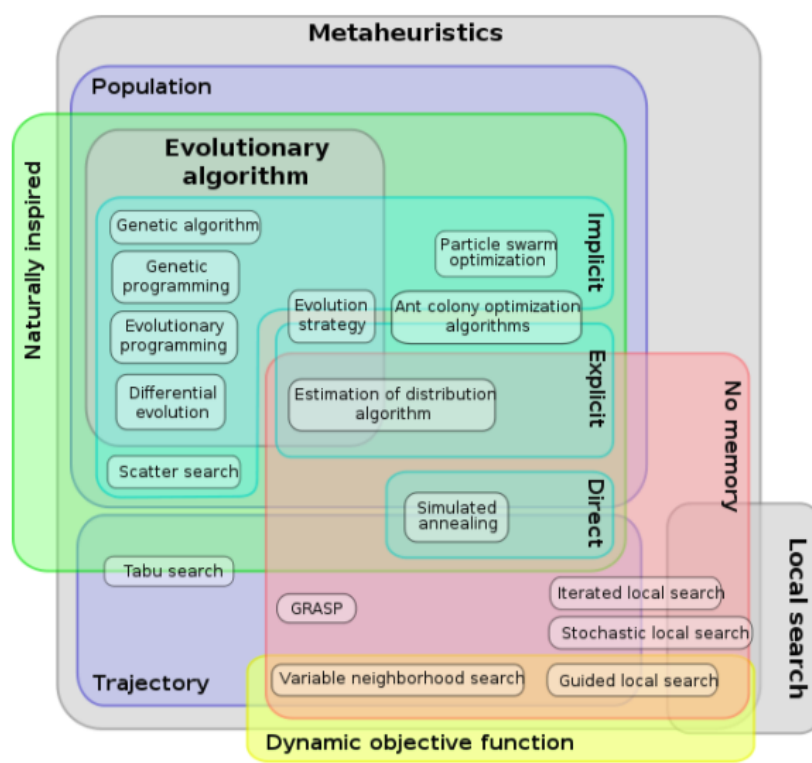 Metaheuristics
Population
Naturally inspired
Evolutionary
algorithm
Implicit
Genetic algorithm
Particle swarm
optimization
Genetic
programming
Evolution
strategy
Ant colony optimization
algorithms
Evolutionary
programming
Explicit
Differential
evolution
Estimation of distribution
algorithm
No memory
Scatter search
Direct
Simulated
annealing
Local search
Tabu search
Iterated local search
GRASP
Stochastic local search
Trajectory
Variable neighborhood search
Guided local search
Dynamic objective function